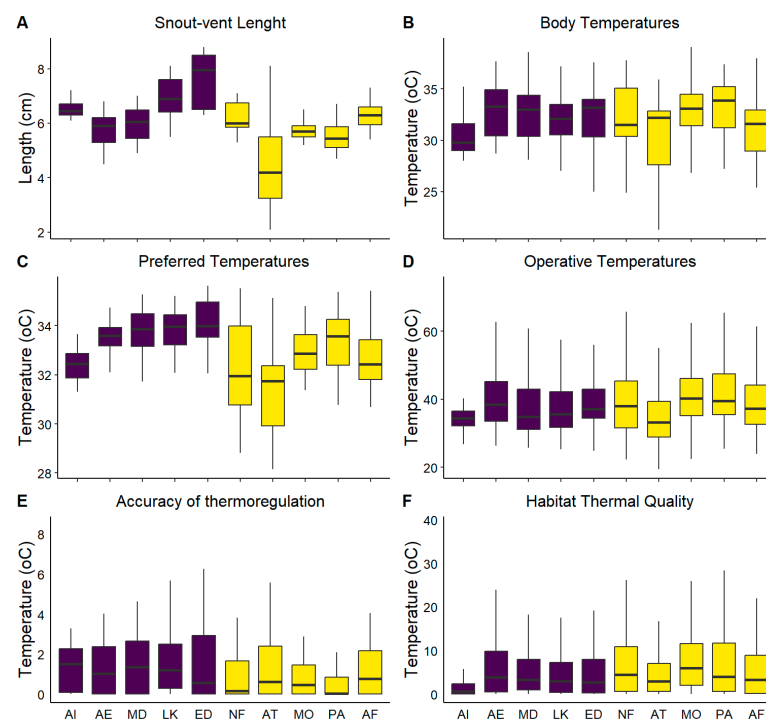 A Snout-vent Lenght
Length (cm)
8
6
4
2
B Body Temperatures
Temperature (oC)
35
30
25
C Preferred Temperatures
Temperature (oC)
34
32
30
28
D Operative Temperatures
Temperature (oC)
60
40
20
E Accuracy of thermoregulation
Temperature (oC)
8
6
4
2
0
AI AE MD LK ED NF AT MO PA AF
F Habitat Thermal Quality
Temperature (oC)
40
30
20
10
0
AI AE MD LK ED NF AT MO PA AF